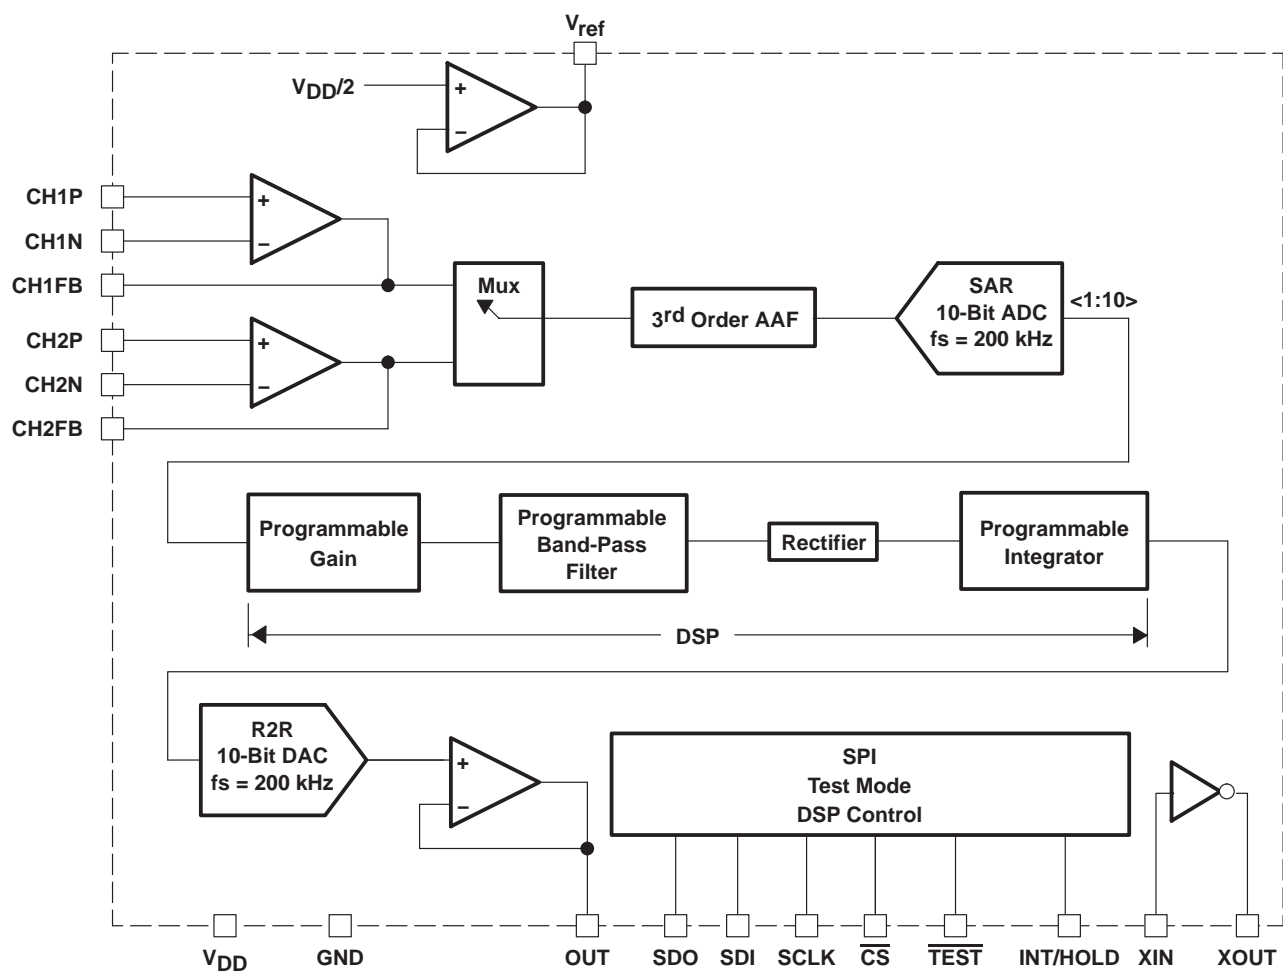 Vref
VDD/2
+
−
CH1P
+
CH1N
−
CH1FB
Mux
SAR
10-Bit ADC
fs = 200 kHz
<1:10>
3rd Order AAF
CH2P
+
CH2N
−
CH2FB
Programmable
Gain
Programmable
Band-Pass
Filter
Rectifier
Programmable
Integrator
DSP
R2R
10-Bit DAC
fs = 200 kHz
+
−
SPI
Test Mode
DSP Control
VDD
GND
OUT
SDO
SDI
SCLK
C̅S̅
T̅E̅S̅T̅
INT/HOLD
XIN
XOUT